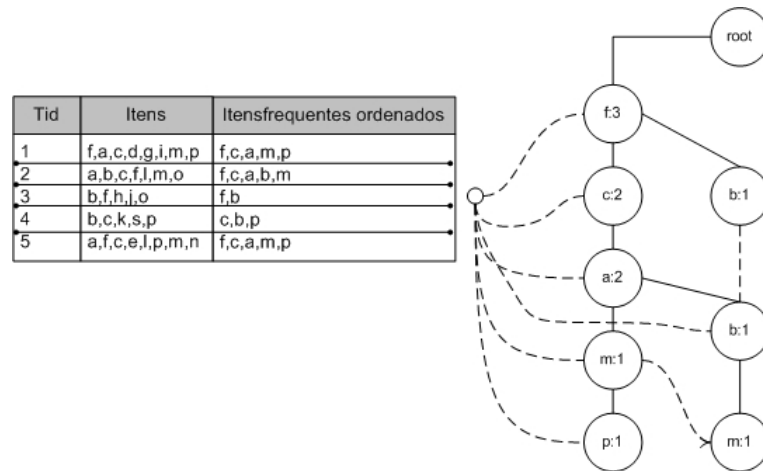 Tid Itens Itensfrequentes ordenados
1 f,a,c,d,g,i,m,p f,c,a,m,p
2 a,b,c,f,l,m,o f,c,a,b,m
3 b,f,h,j,o f,b
4 b,c,k,s,p c,b,p
5 a,f,c,e,l,p,m,n f,c,a,m,p
root
f:3
c:2 b:1
a:2
b:1
m:1
p:1 m:1